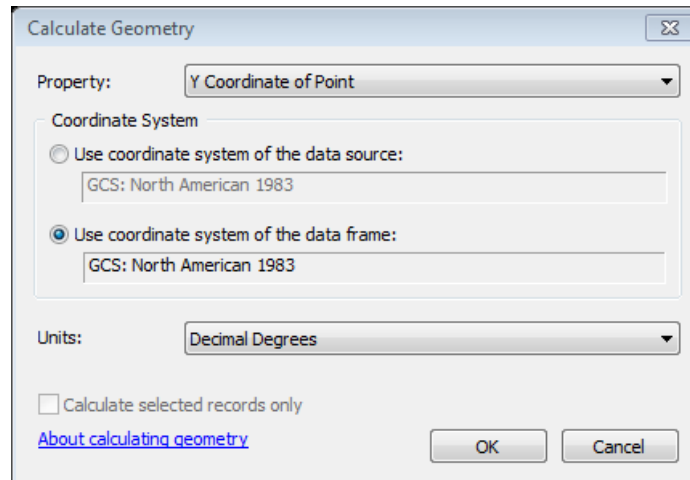 Calculate Geometry
Property: Y Coordinate of Point
Coordinate System
Use coordinate system of the data source:
GCS: North American 1983
Use coordinate system of the data frame:
GCS: North American 1983
Units: Decimal Degrees
Calculate selected records only
About calculating geometry
OK Cancel